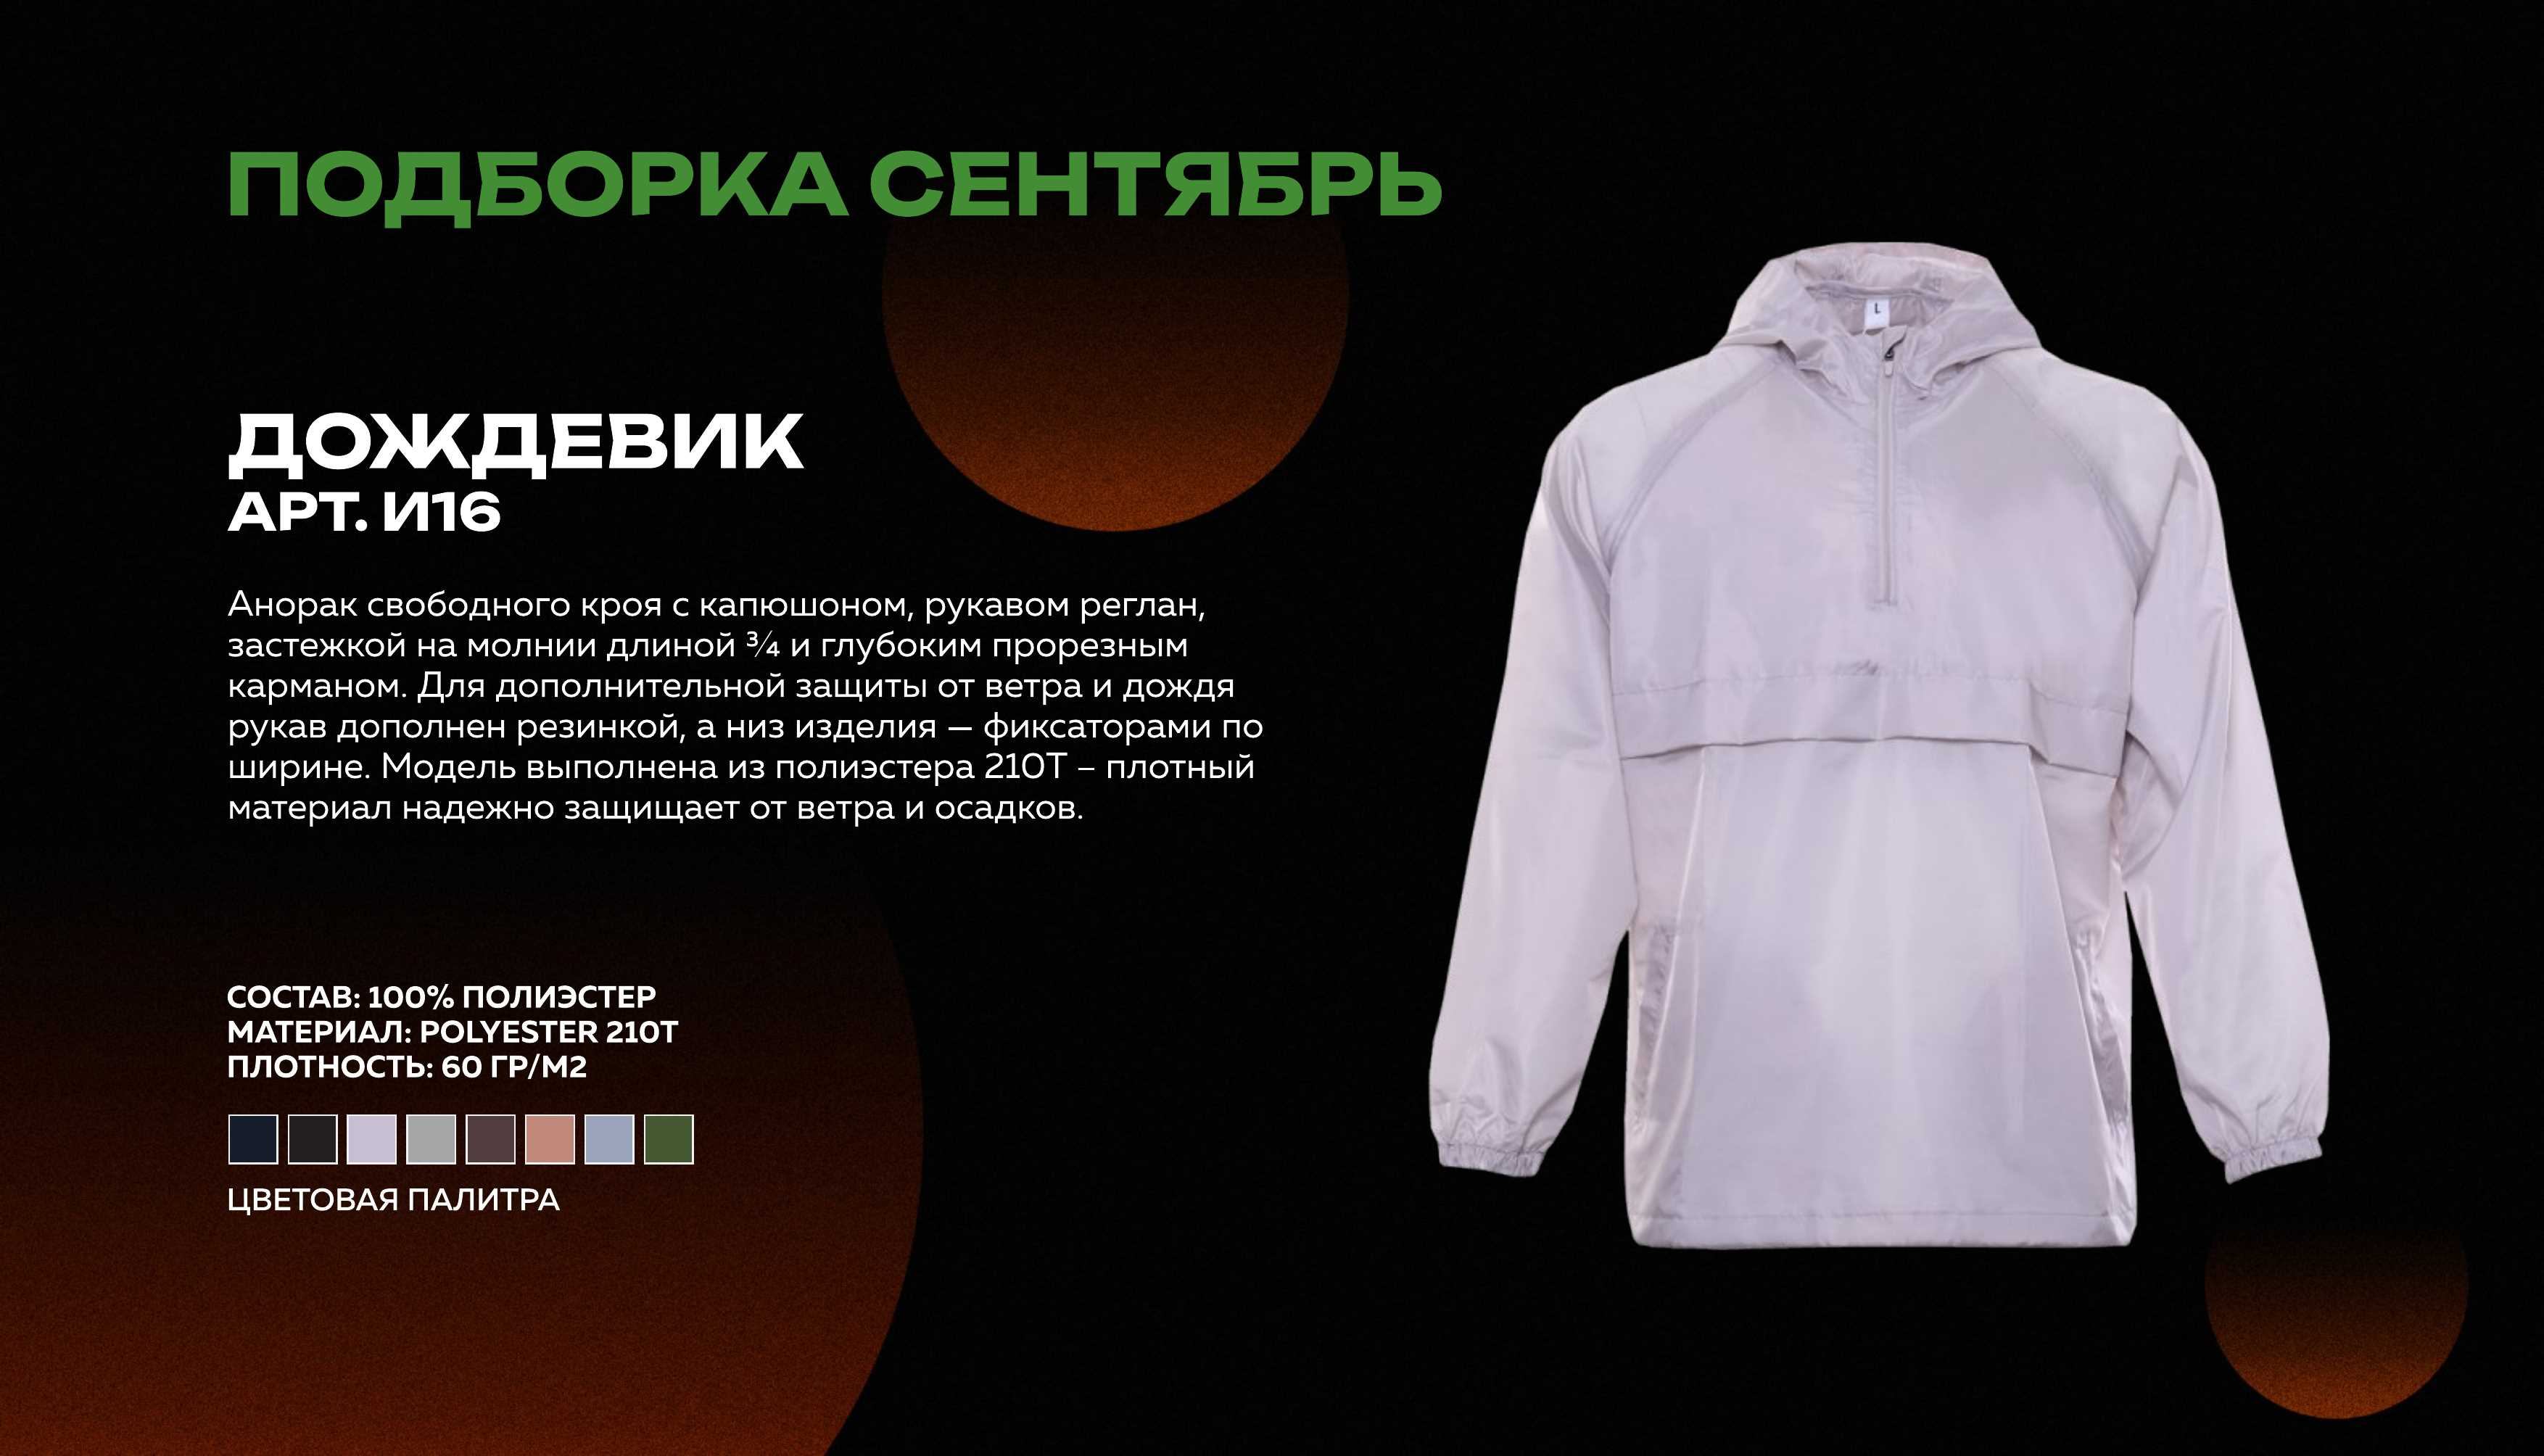 ПОДБОРКА СЕНТЯБРЬ
ДОЖДЕВИК
АРТ. И16
Анорак свободного кроя с капюшоном, рукавом реглан,
застежкой на молнии длиной ¾ и глубоким прорезным
карманом. Для дополнительной защиты от ветра и дождя
рукав дополнен резинкой, а низ изделия — фиксаторами по
ширине. Модель выполнена из полиэстера 210T – плотный
материал надежно защищает от ветра и осадков.
СОСТАВ: 100% ПОЛИЭСТЕР
МАТЕРИАЛ: POLYESTER 210T
ПЛОТНОСТЬ: 60 ГР/М2
ЦВЕТОВАЯ ПАЛИТРА
L